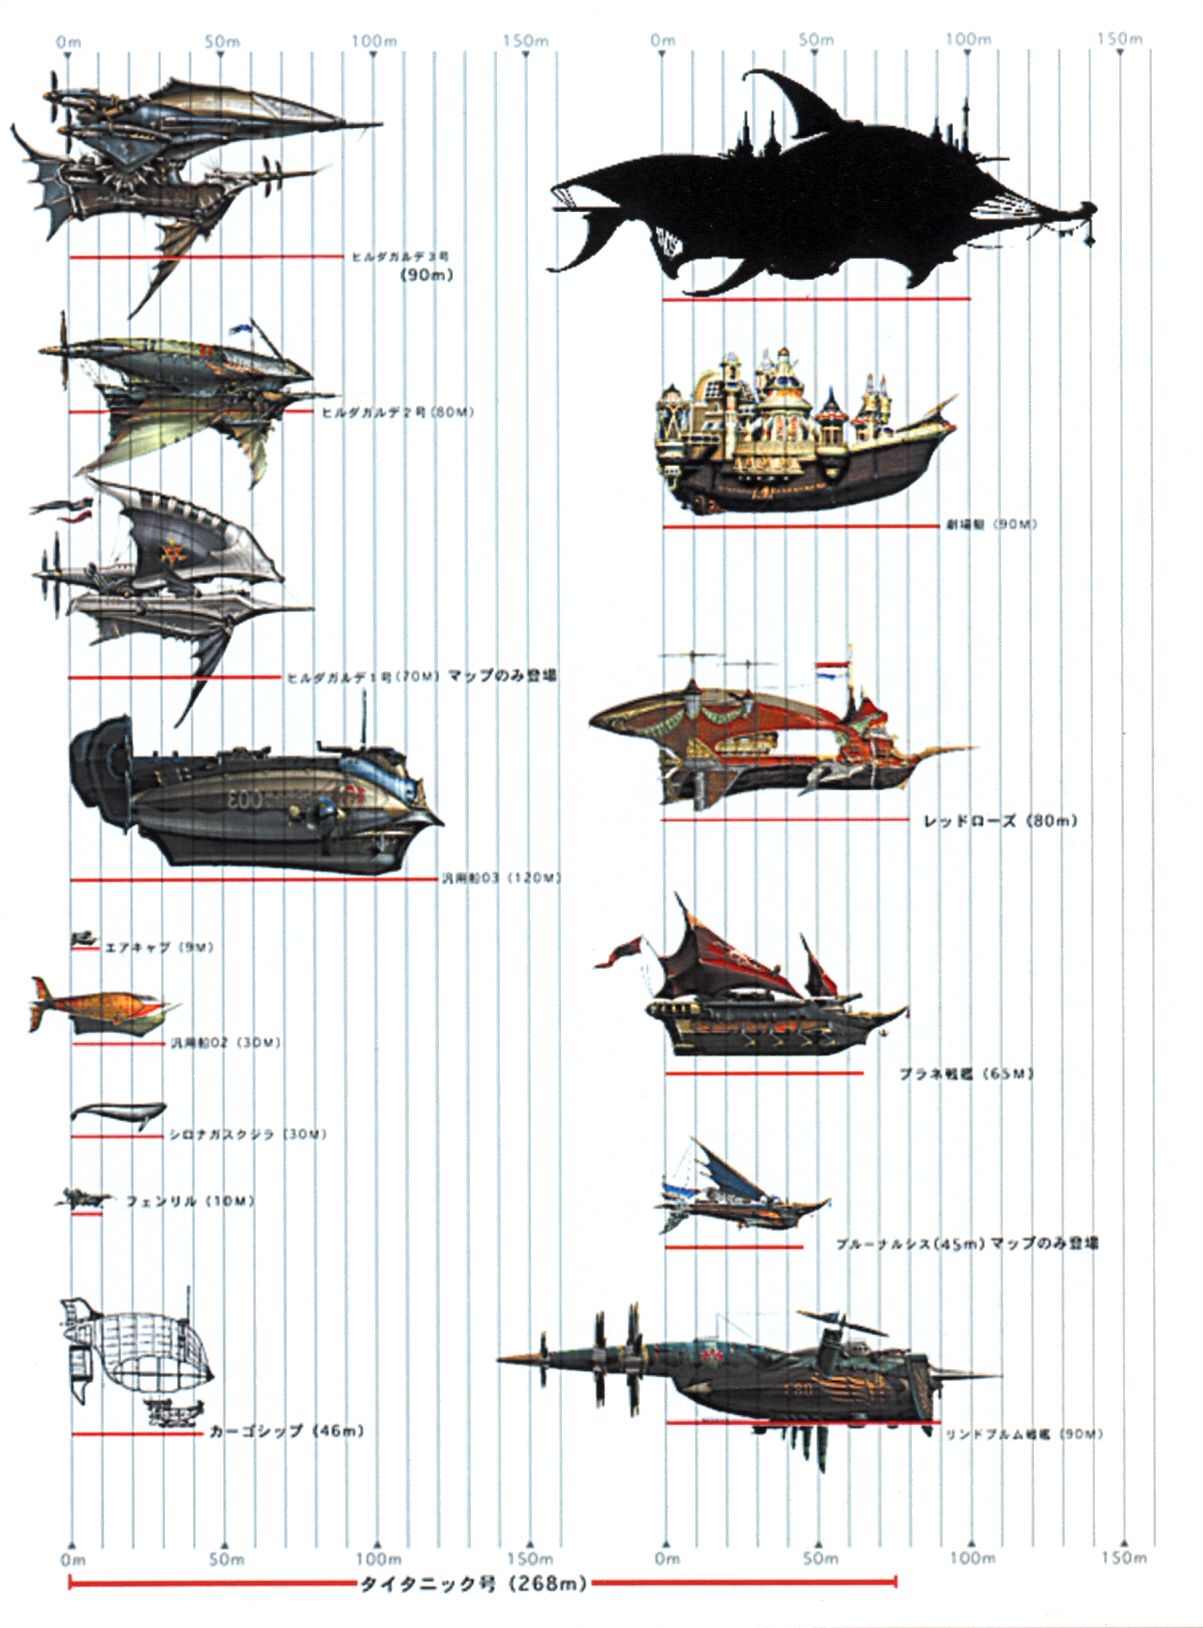 0m 50m 100m 150m 0m 50m 100m 150m
ヒルダガルデ3号
(90m)
ヒルダガルデ2号(80M)
劇場艇 (90M)
ヒルダガルデ1号(70M) マップのみ登場
レッドローズ (80m)
003
汎用船03 (120M)
エアキャブ (9M)
汎用船02 (30M)
プラネ戦艦 (65M)
シロナガスクジラ (30M)
フェンリル (10M)
ブルーナルシス(45m) マップのみ登場
カーゴシップ (46m)
リンドブルム戦艦 (90M)
0m 50m 100m 150m 0m 50m 100m 150m
タイタニック号 (268m)